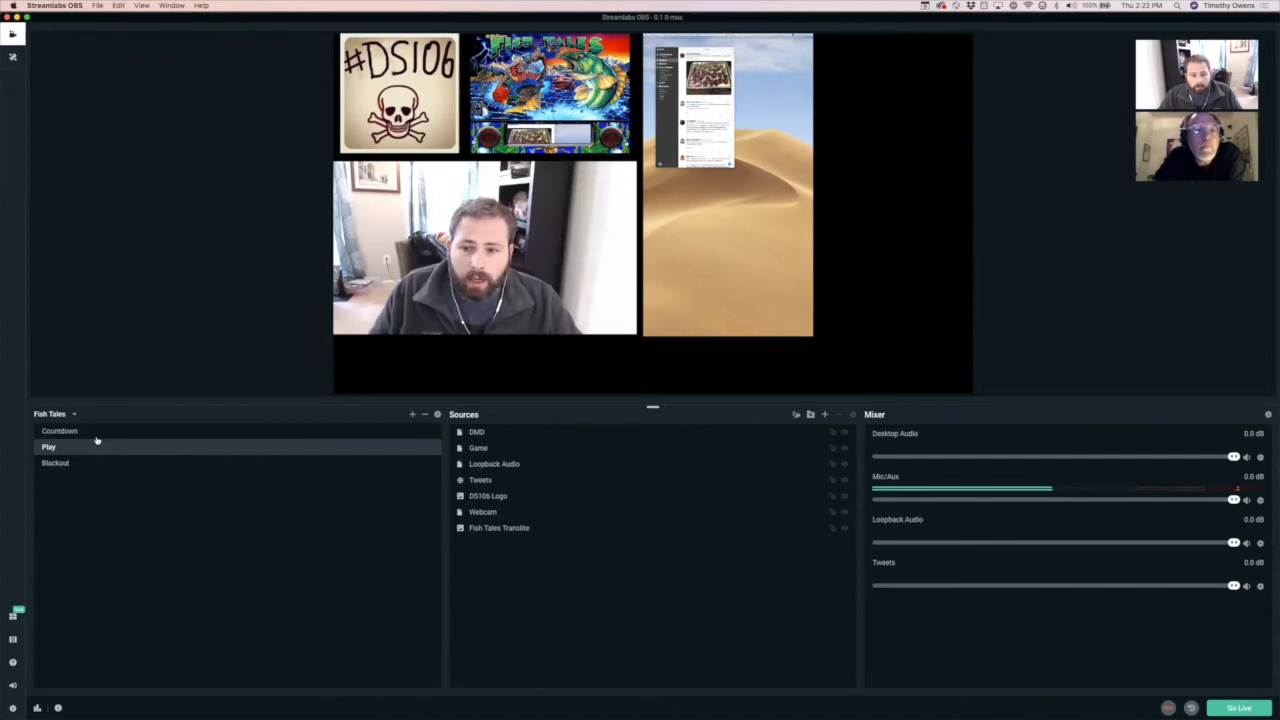 Streamlabs OBS File Edit View Window Help
100% Thu 2:22 PM Timothy Owens
Streamlabs OBS - 0.1.0-mac
#DS106
FISH TALES
Fish Tales
Countdown
Play
Blackout
Sources
DMD
Game
Loopback Audio
Tweets
DS106 Logo
Webcam
Fish Tales Translite
Mixer
Desktop Audio 0.0 dB
Mic/Aux 0.0 dB
Loopback Audio 0.0 dB
Tweets 0.0 dB
Go Live